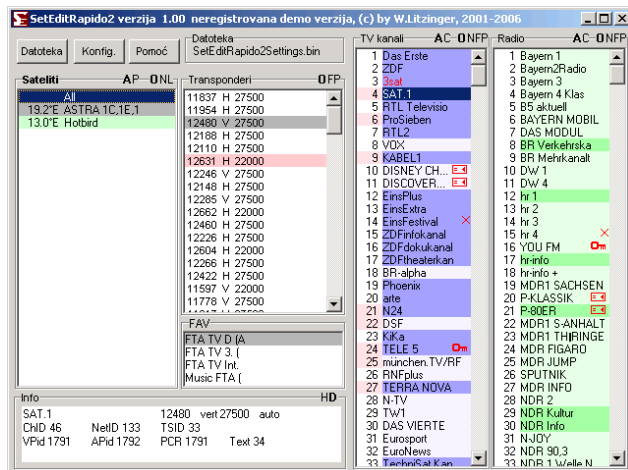 SetEditRapido2 verzija 1.00 neregistrovana demo verzija, (c) by W.Litzinger, 2001-2006
Datoteka
Konfig.
Pomoć
Datoteka
SetEditRapido2Settings.bin
Sateliti AP ONL
All
19.2°E ASTRA 1C,1E,1
13.0°E Hotbird
Transponderi OFP
11837 H 27500
11954 H 27500
12480 V 27500
12188 H 27500
12110 H 27500
12631 H 22000
12246 V 27500
12148 H 27500
12285 V 27500
12662 H 22000
12460 H 27500
12226 H 27500
12604 H 22000
12266 H 27500
12422 H 27500
11597 V 22000
11778 V 27500
FAV
FTA TV D (A
FTA TV 3. (
FTA TV Int.
Music FTA (
Info HD
SAT.1 12480 vert 27500 auto
ChID 46 NetID 133 TSID 33
VPid 1791 APid 1792 PCR 1791 Text 34
TV kanali AC-ONFP
1 Das Erste
2 ZDF
3 3sat
4 SAT.1
5 RTL Televisio
6 ProSieben
7 RTL2
8 VOX
9 KABEL1
10 DISNEY CH...
11 DISCOVER...
12 EinsPlus
13 EinsExtra
14 EinsFestival
15 ZDFinfokanal
16 ZDFdokukanal
17 ZDFtheaterkan
18 BR-alpha
19 Phoenix
20 arte
21 N24
22 DSF
23 KiKa
24 TELE 5
25 münchen.TV/RF
26 RNFplus
27 TERRA NOVA
28 N-TV
29 TW1
30 DAS VIERTE
31 Eurosport
32 EuroNews
33 TechniSat Kan
Radio AC-ONFP
1 Bayern 1
2 Bayern2Radio
3 Bayern 3
4 Bayern 4 Klas
5 B5 aktuell
6 BAYERN MOBIL
7 DAS MODUL
8 BR Verkehrska
9 BR Mehrkanalt
10 DW 1
11 DW 4
12 hr 1
13 hr 2
14 hr 3
15 hr 4
16 YOU FM
17 hr-info
18 hr-info +
19 MDR1 SACHSEN
20 P-KLASSIK
21 P-80ER
22 MDR1 S-ANHALT
23 MDR1 THIRINGE
24 MDR FIGARO
25 MDR JUMP
26 SPUTNIK
27 MDR INFO
28 NDR 2
29 NDR Kultur
30 NDR Info
31 N-JOY
32 NDR 90,3
33 NDR 1 Welle N